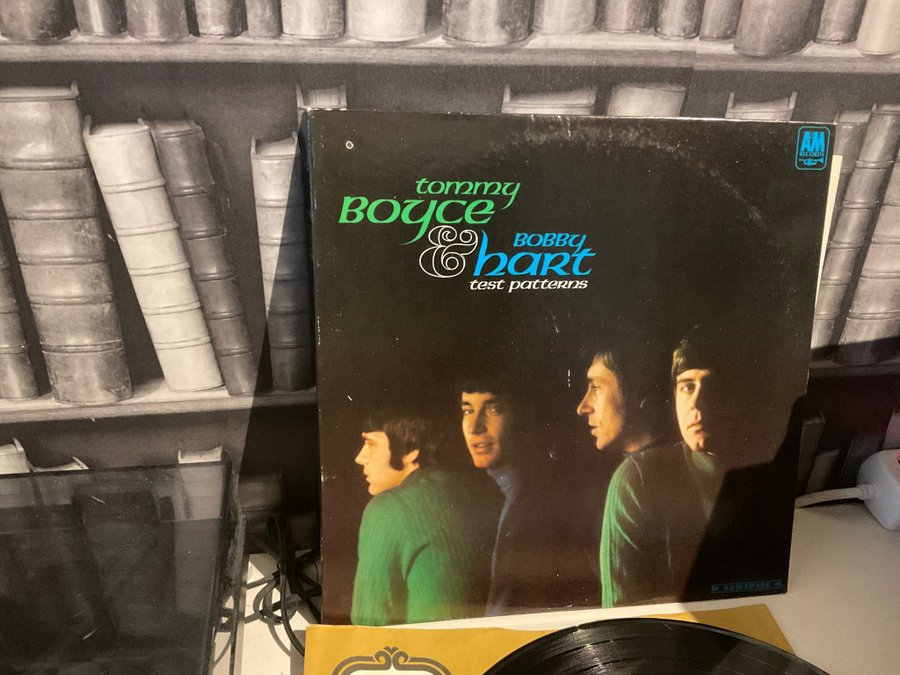 A&M
RECORDS
tommy
BOYCE
& BOBBY
hart
test patterns